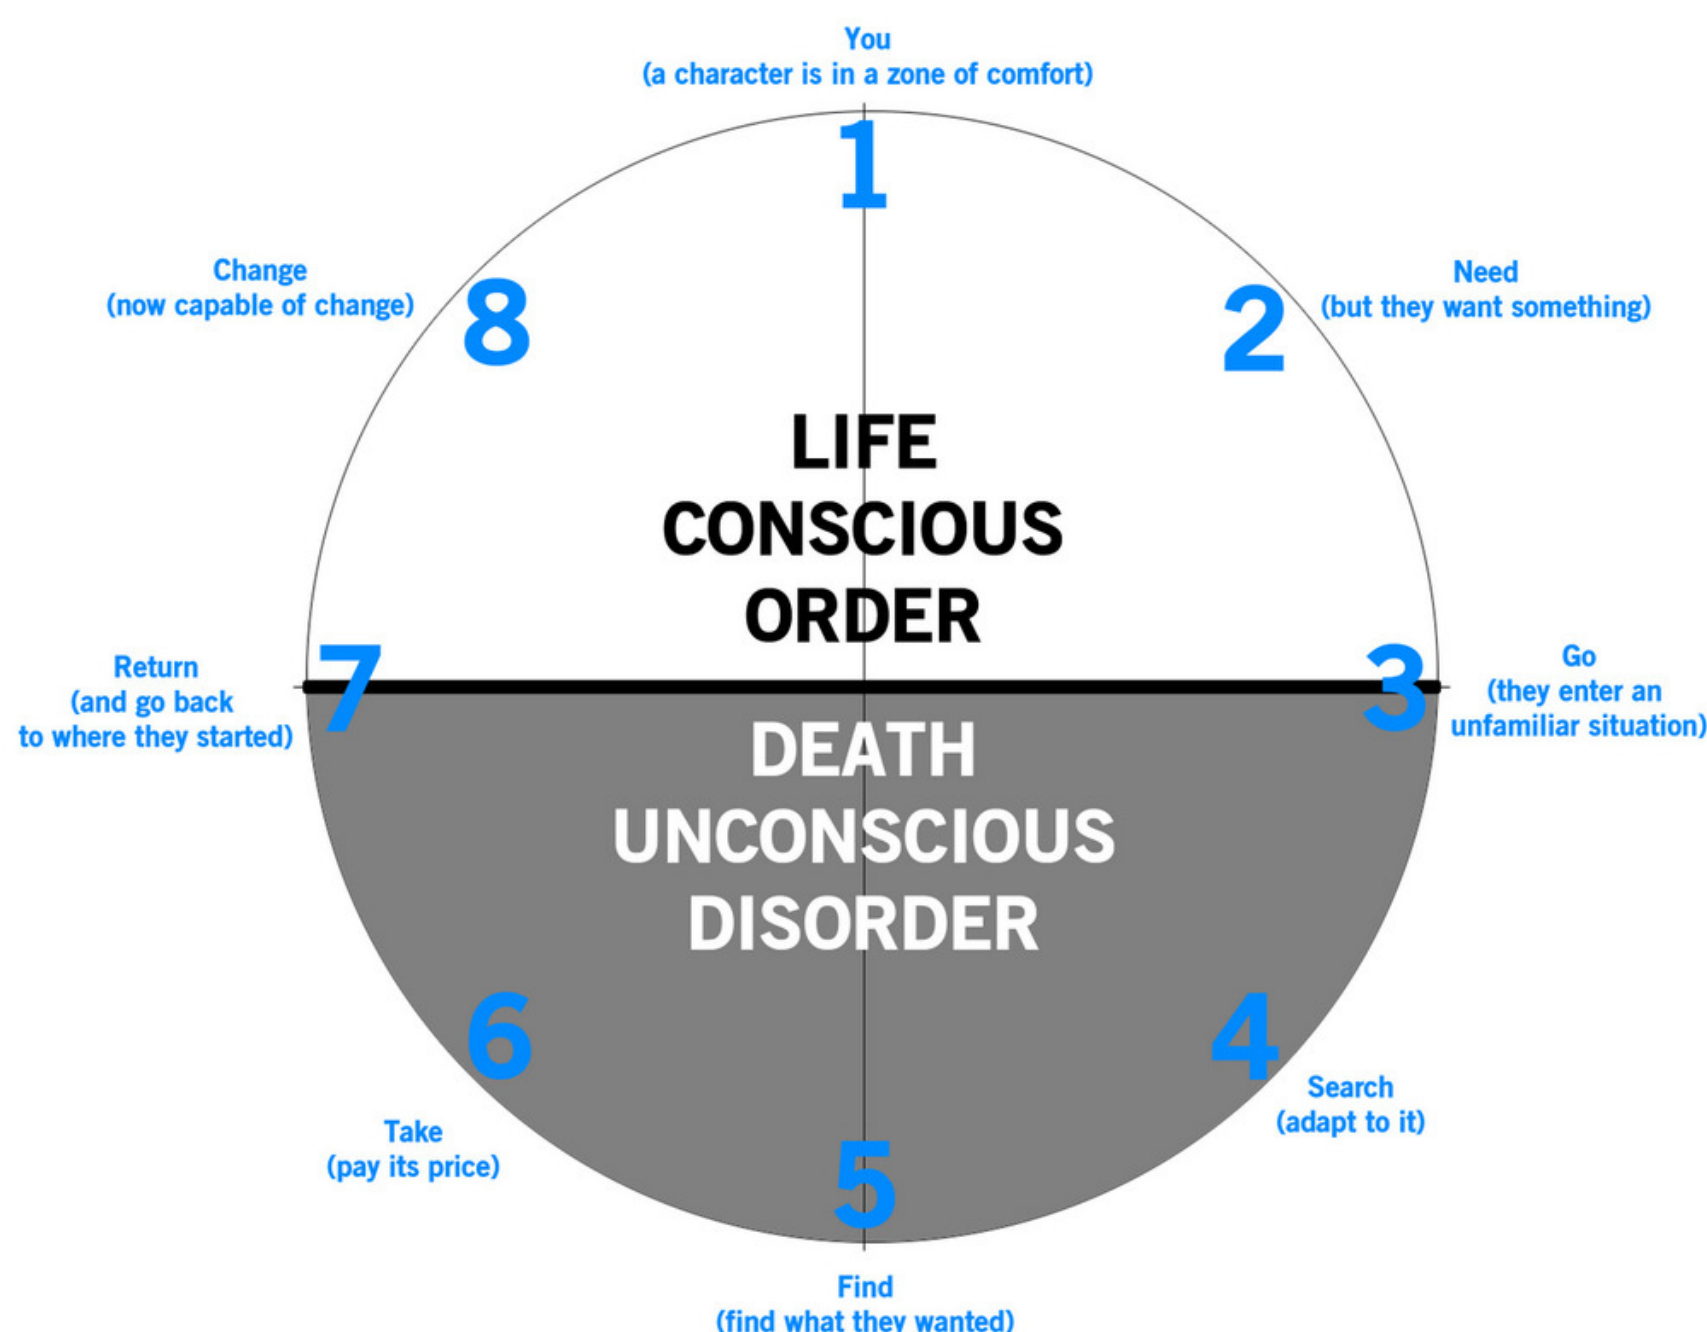 You
(a character is in a zone of comfort)
1
2
Need
(but they want something)
3
Go
(they enter an
unfamiliar situation)
4
Search
(adapt to it)
5
Find
(find what they wanted)
6
Take
(pay its price)
7
Return
(and go back
to where they started)
8
Change
(now capable of change)
LIFE
CONSCIOUS
ORDER
DEATH
UNCONSCIOUS
DISORDER